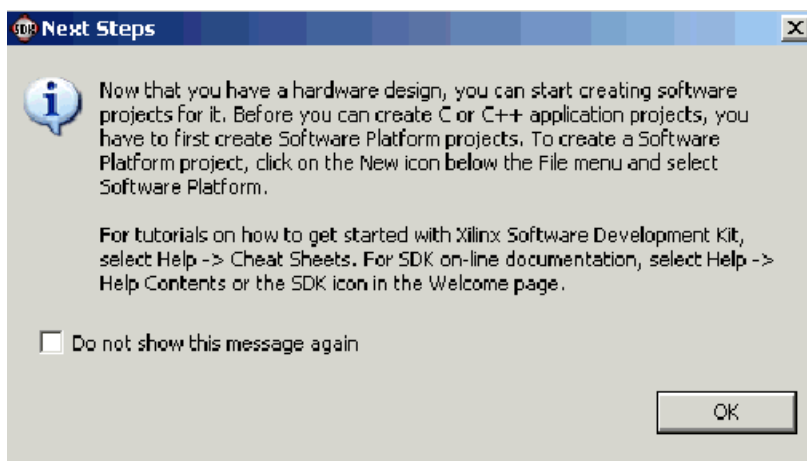 SDK Next Steps
Now that you have a hardware design, you can start creating software
projects for it. Before you can create C or C++ application projects, you
have to first create Software Platform projects. To create a Software
Platform project, click on the New icon below the File menu and select
Software Platform.
For tutorials on how to get started with Xilinx Software Development Kit,
select Help -> Cheat Sheets. For SDK on-line documentation, select Help ->
Help Contents or the SDK icon in the Welcome page.
Do not show this message again
OK